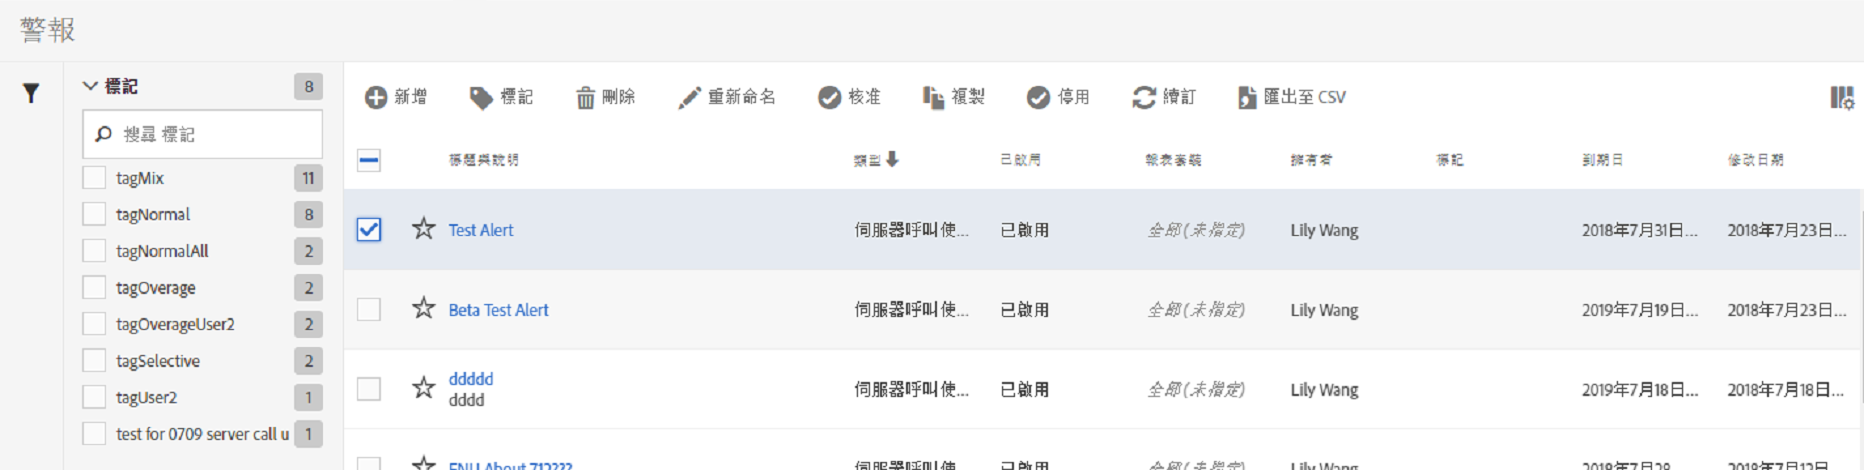 警報
標記 8
搜尋 標記
tagMix 11
tagNormal 8
tagNormalAll 2
tagOverage 2
tagOverageUser2 2
tagSelective 2
tagUser2 1
test for 0709 server call u 1
新增 標記 刪除 重新命名 核准 複製 停用 續訂 匯出至 CSV
標題與說明 類型 已啟用 報表套裝 擁有者 標記 到期日 修改日期
Test Alert 伺服器呼叫使... 已啟用 全部(未指定) Lily Wang 2018年7月31日... 2018年7月23日...
Beta Test Alert 伺服器呼叫使... 已啟用 全部(未指定) Lily Wang 2019年7月19日... 2018年7月23日...
ddddd 伺服器呼叫使... 已啟用 全部(未指定) Lily Wang 2019年7月18日... 2018年7月18日...
dddd
伺服器呼叫使... 已啟用 全部(未指定) Lily Wang